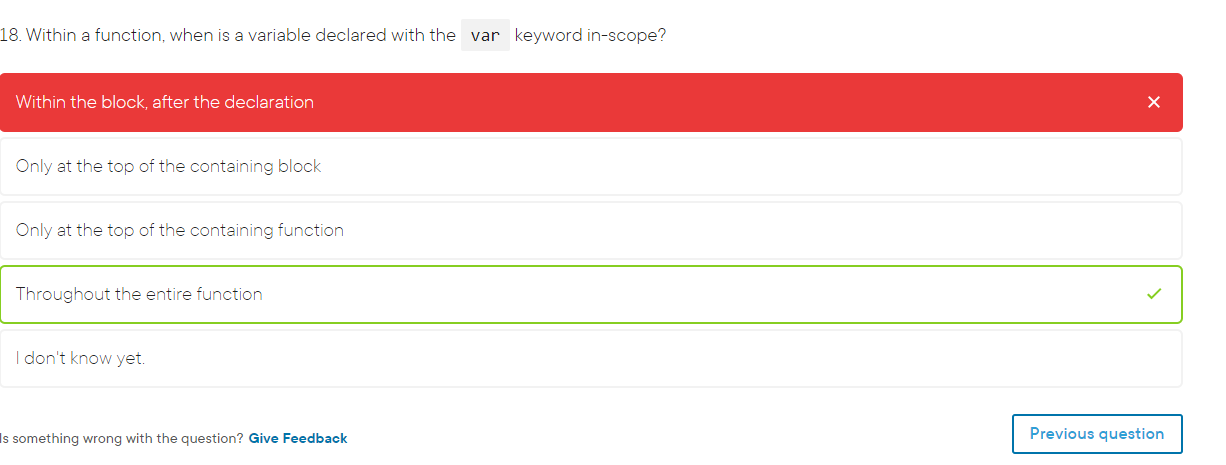 18. Within a function, when is a variable declared with the var keyword in-scope?
Within the block, after the declaration
Only at the top of the containing block
Only at the top of the containing function
Throughout the entire function
I don't know yet.
Is something wrong with the question? Give Feedback
Previous question